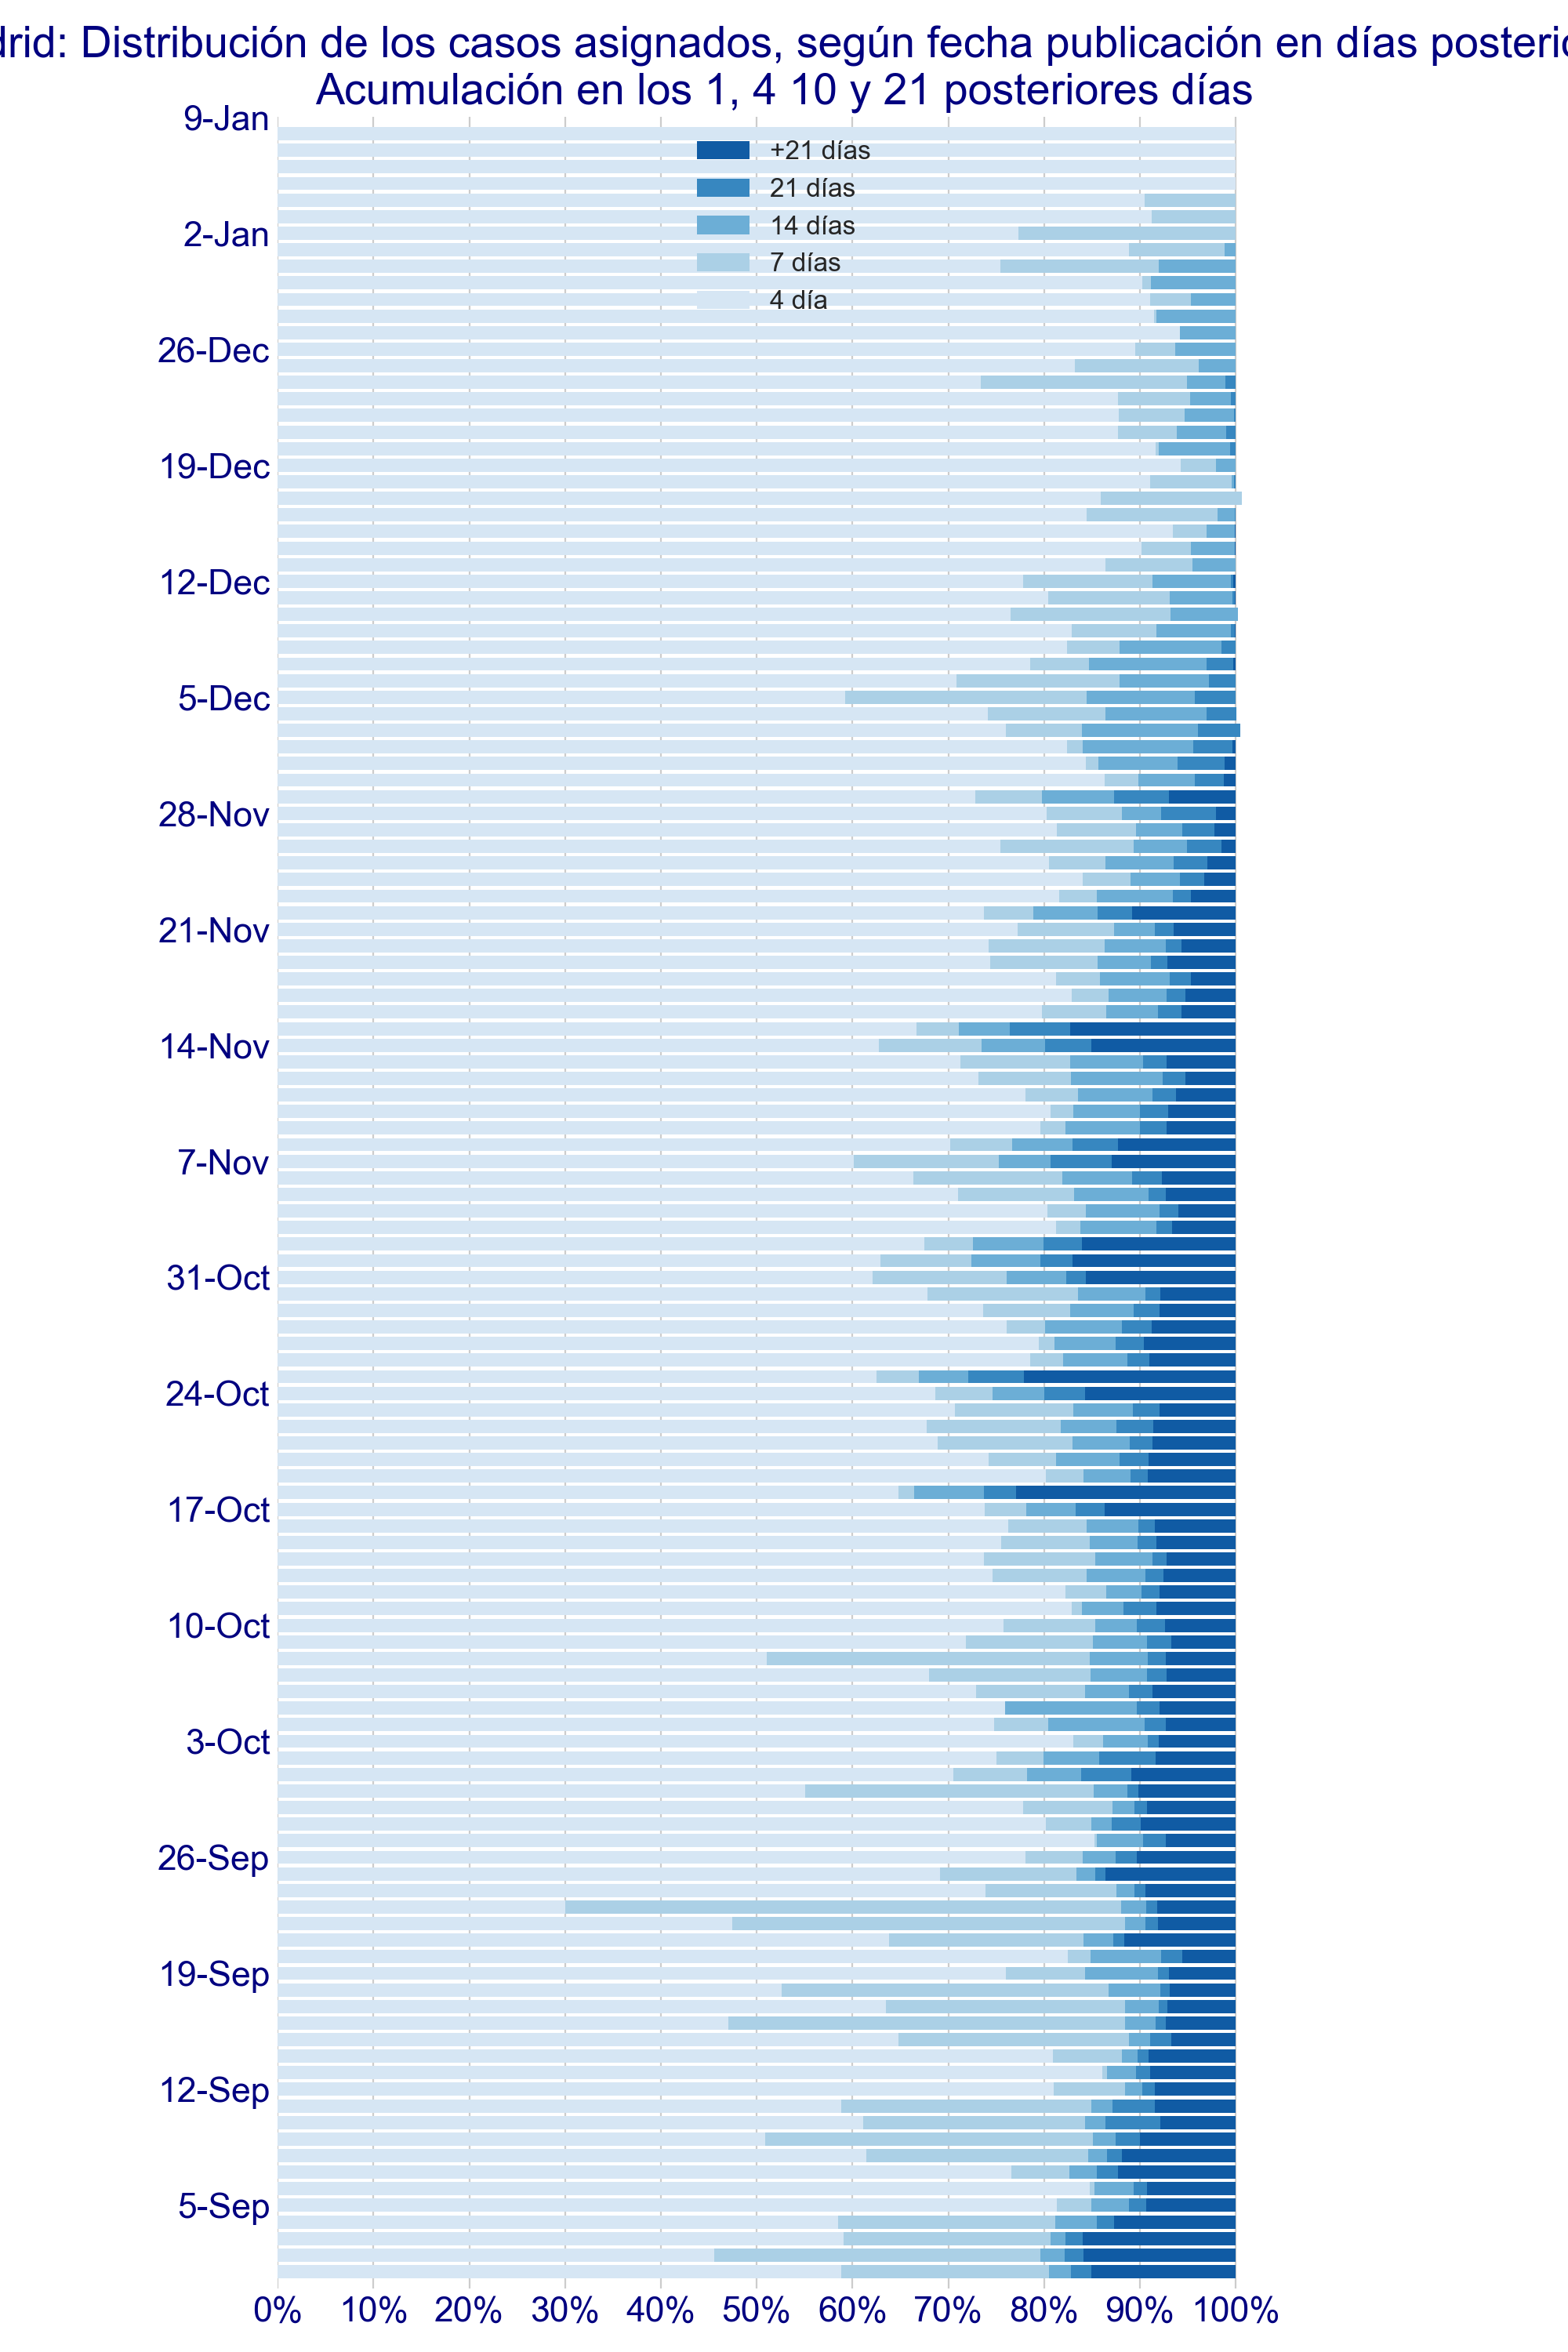 drid: Distribución de los casos asignados, según fecha publicación en días posterio
Acumulación en los 1, 4 10 y 21 posteriores días
9-Jan
+21 días
21 días
2-Jan
14 días
7 días
4 día
26-Dec
19-Dec
12-Dec
5-Dec
28-Nov
21-Nov
14-Nov
7-Nov
31-Oct
24-Oct
17-Oct
10-Oct
3-Oct
26-Sep
19-Sep
12-Sep
5-Sep
0% 10% 20% 30% 40% 50% 60% 70% 80% 90% 100%